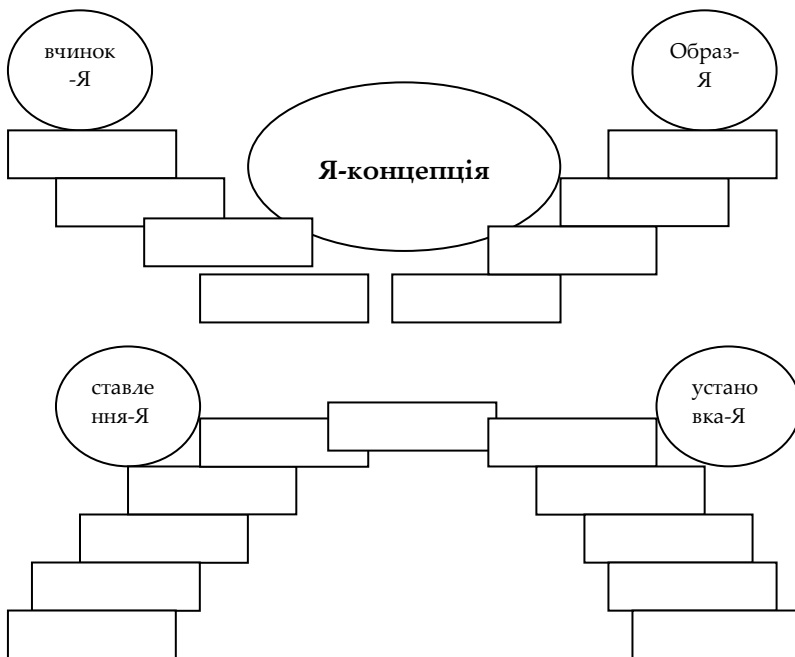 вчинок
-Я
Образ-
Я
Я-концепція
ставле
ння-Я
устано
вка-Я